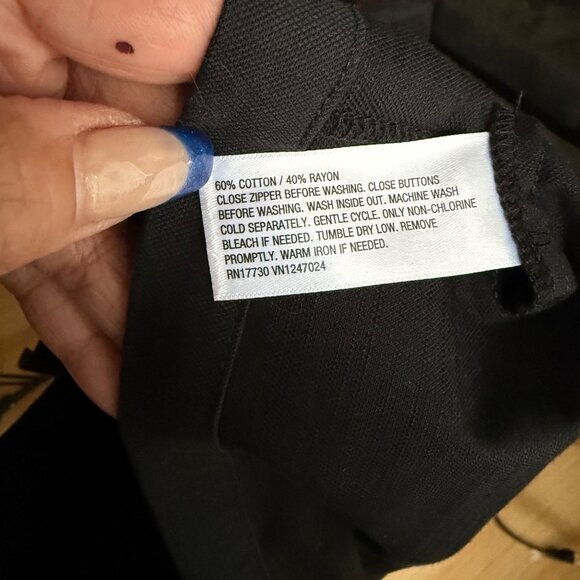 60% COTTON / 40% RAYON
CLOSE ZIPPER BEFORE WASHING. CLOSE BUTTONS
BEFORE WASHING. WASH INSIDE OUT. MACHINE WASH
COLD SEPARATELY, GENTLE CYCLE. ONLY NON-CHLORINE
BLEACH IF NEEDED. TUMBLE DRY LOW. REMOVE
PROMPTLY. WARM IRON IF NEEDED.
RN17730 VN1247024